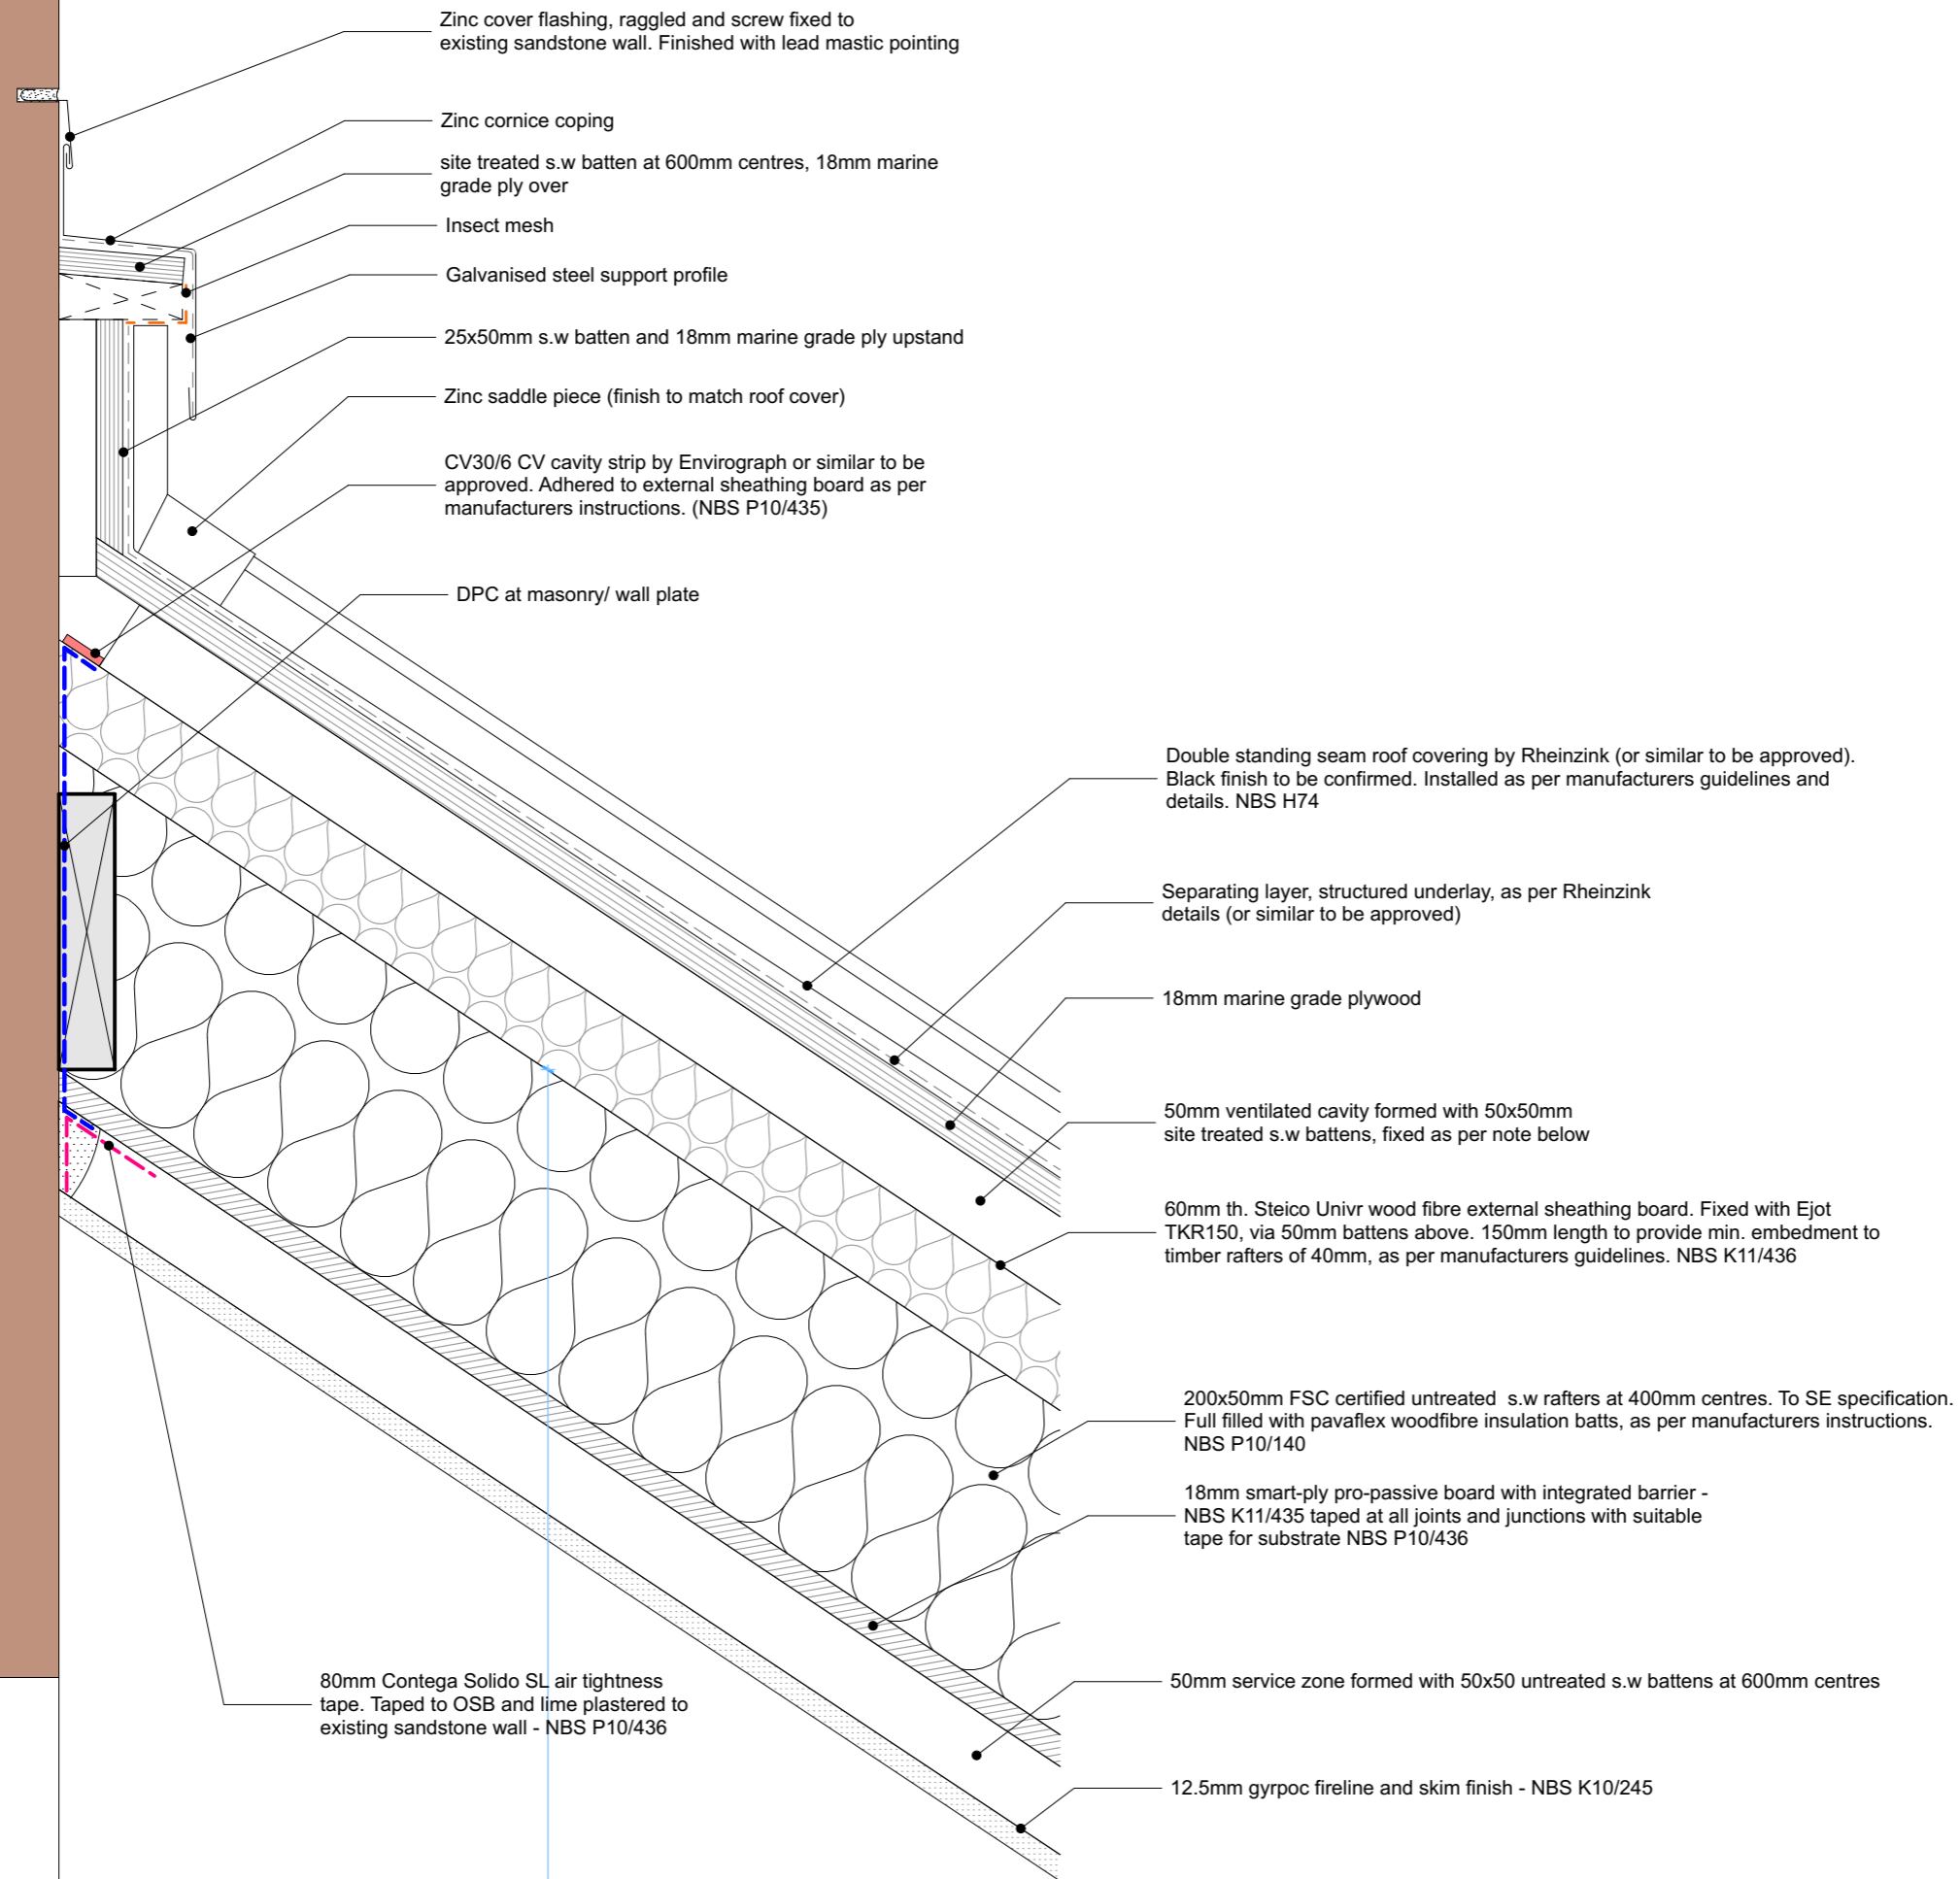 Zinc cover flashing, raggled and screw fixed to
existing sandstone wall. Finished with lead mastic pointing
Zinc cornice coping
site treated s.w batten at 600mm centres, 18mm marine
grade ply over
Insect mesh
Galvanised steel support profile
25x50mm s.w batten and 18mm marine grade ply upstand
Zinc saddle piece (finish to match roof cover)
CV30/6 CV cavity strip by Envirograph or similar to be
approved. Adhered to external sheathing board as per
manufacturers instructions. (NBS P10/435)
DPC at masonry/ wall plate
Double standing seam roof covering by Rheinzink (or similar to be approved).
Black finish to be confirmed. Installed as per manufacturers guidelines and
details. NBS H74
Separating layer, structured underlay, as per Rheinzink
details (or similar to be approved)
18mm marine grade plywood
50mm ventilated cavity formed with 50x50mm
site treated s.w battens, fixed as per note below
60mm th. Steico Univr wood fibre external sheathing board. Fixed with Ejot
TKR150, via 50mm battens above. 150mm length to provide min. embedment to
timber rafters of 40mm, as per manufacturers guidelines. NBS K11/436
200x50mm FSC certified untreated  s.w rafters at 400mm centres. To SE specification.
Full filled with pavaflex woodfibre insulation batts, as per manufacturers instructions.
NBS P10/140
18mm smart-ply pro-passive board with integrated barrier -
NBS K11/435 taped at all joints and junctions with suitable
tape for substrate NBS P10/436
80mm Contega Solido SL air tightness
tape. Taped to OSB and lime plastered to
existing sandstone wall - NBS P10/436
50mm service zone formed with 50x50 untreated s.w battens at 600mm centres
12.5mm gyrpoc fireline and skim finish - NBS K10/245